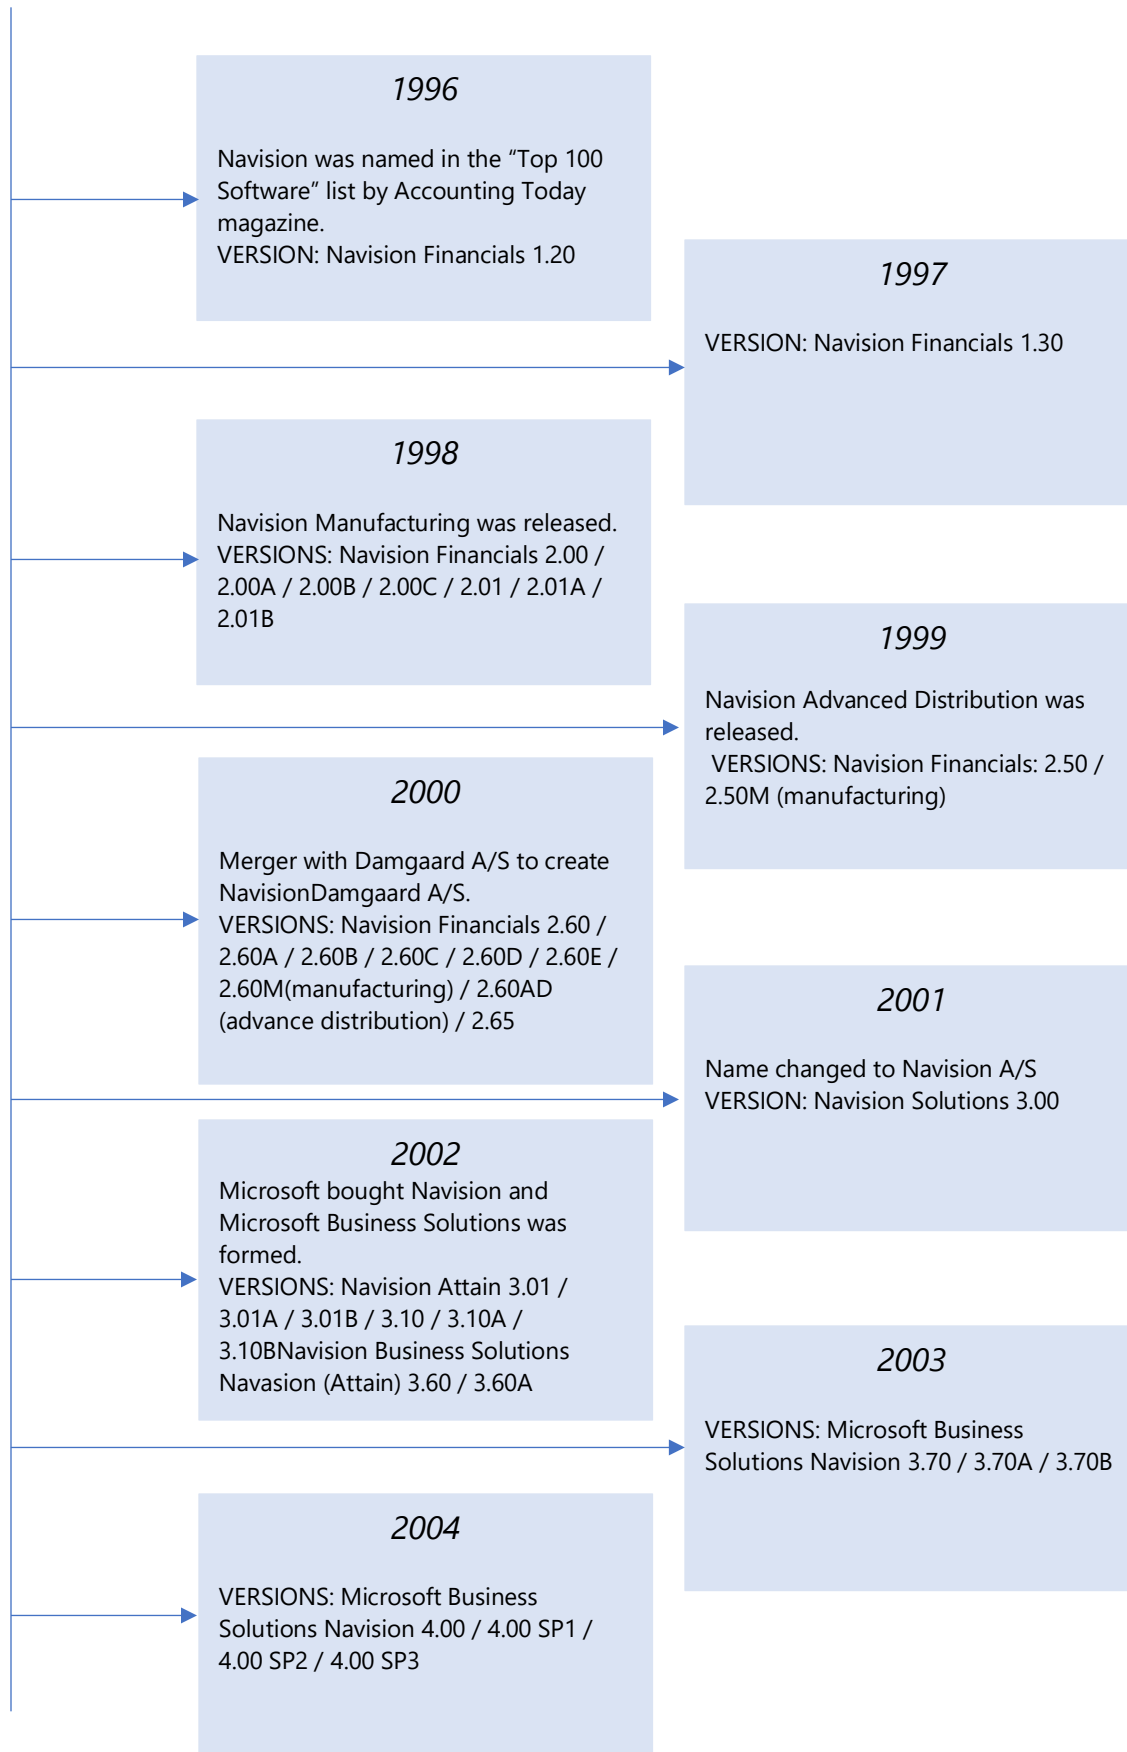 1996
Navision was named in the “Top 100
Software” list by Accounting Today
magazine.
VERSION: Navision Financials 1.20
1997
VERSION: Navision Financials 1.30
1998
Navision Manufacturing was released.
VERSIONS: Navision Financials 2.00 /
2.00A / 2.00B / 2.00C / 2.01 / 2.01A /
2.01B
1999
Navision Advanced Distribution was
released.
VERSIONS: Navision Financials: 2.50 /
2.50M (manufacturing)
2000
Merger with Damgaard A/S to create
NavisionDamgaard A/S.
VERSIONS: Navision Financials 2.60 /
2.60A / 2.60B / 2.60C / 2.60D / 2.60E /
2.60M(manufacturing) / 2.60AD
(advance distribution) / 2.65
2001
Name changed to Navision A/S
VERSION: Navision Solutions 3.00
2002
Microsoft bought Navision and
Microsoft Business Solutions was
formed.
VERSIONS: Navision Attain 3.01 /
3.01A / 3.01B / 3.10 / 3.10A /
3.10BNavision Business Solutions
Navasion (Attain) 3.60 / 3.60A
2003
VERSIONS: Microsoft Business
Solutions Navision 3.70 / 3.70A / 3.70B
2004
VERSIONS: Microsoft Business
Solutions Navision 4.00 / 4.00 SP1 /
4.00 SP2 / 4.00 SP3